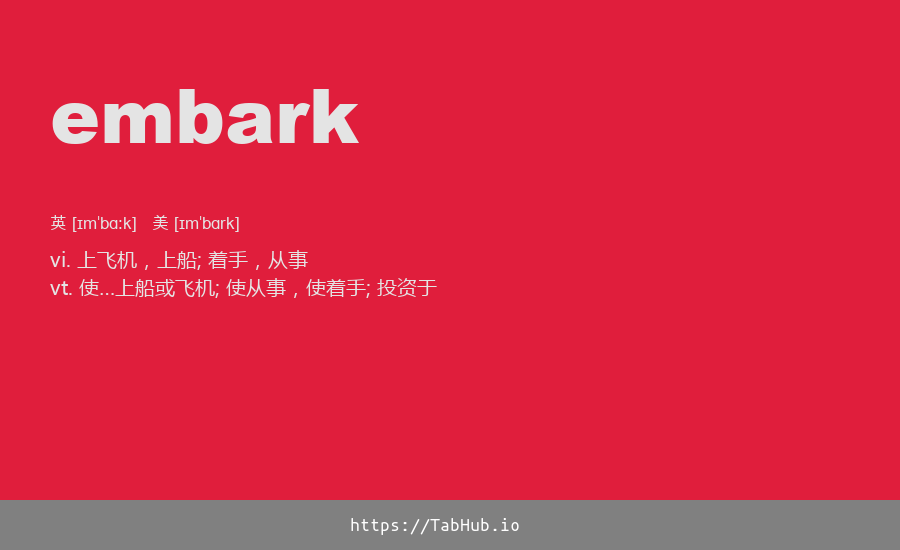 embark
英 [ɪm'bɑːk] 美 [ɪm'bɑrk]
vi. 上飞机，上船; 着手，从事
vt. 使…上船或飞机; 使从事，使着手; 投资于
https://TabHub.io